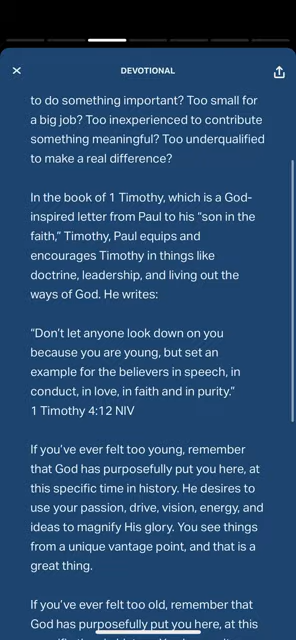 DEVOTIONAL
to do something important? Too small for
a big job? Too inexperienced to contribute
something meaningful? Too underqualified
to make a real difference?
In the book of 1 Timothy, which is a God-
inspired letter from Paul to his “son in the
faith,” Timothy, Paul equips and
encourages Timothy in things like
doctrine, leadership, and living out the
ways of God. He writes:
“Don’t let anyone look down on you
because you are young, but set an
example for the believers in speech, in
conduct, in love, in faith and in purity.”
1 Timothy 4:12 NIV
If you’ve ever felt too young, remember
that God has purposefully put you here, at
this specific time in history. He desires to
use your passion, drive, vision, energy, and
ideas to magnify His glory. You see things
from a unique vantage point, and that is a
great thing.
If you’ve ever felt too old, remember that
God has purposefully put you here, at this